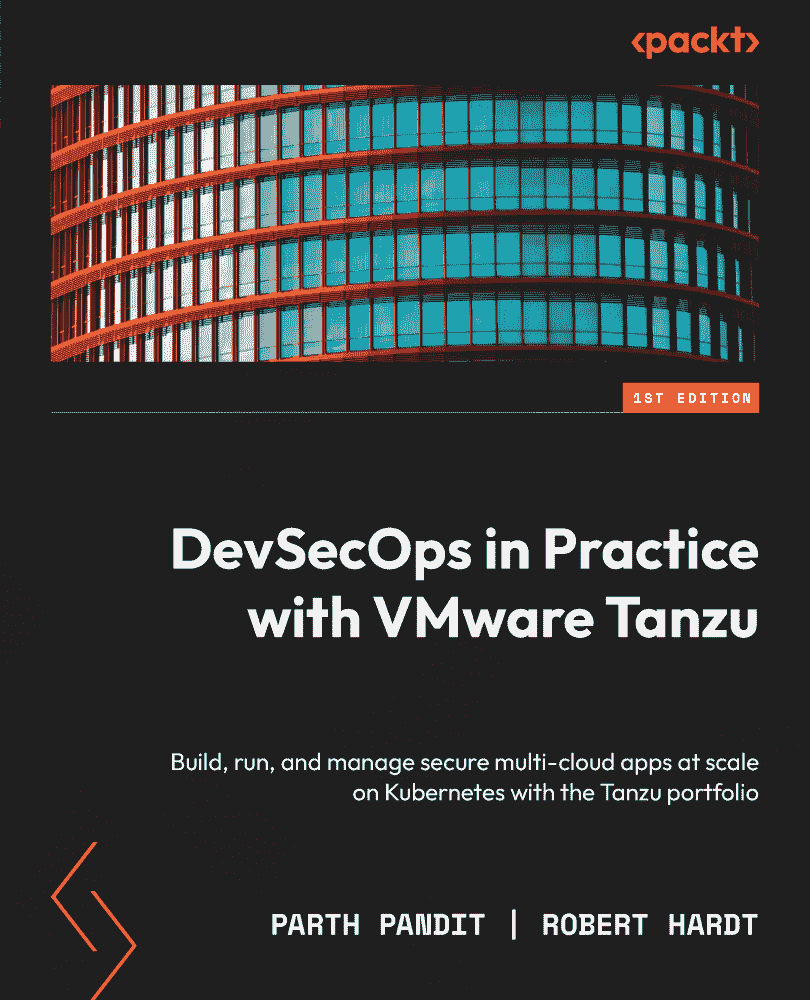 <packt>
1ST EDITION
DevSecOps in Practice
with VMware Tanzu
Build, run, and manage secure multi-cloud apps at scale
on Kubernetes with the Tanzu portfolio
PARTH PANDIT | ROBERT HARDT